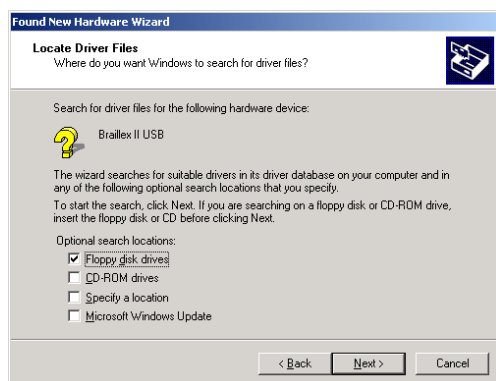 Found New Hardware Wizard
Locate Driver Files
Where do you want Windows to search for driver files?
Search for driver files for the following hardware device:
Braillex II USB
The wizard searches for suitable drivers in its driver database on your computer and in
any of the following optional search locations that you specify.
To start the search, click Next. If you are searching on a floppy disk or CD-ROM drive,
insert the floppy disk or CD before clicking Next.
Optional search locations:
Floppy disk drives
CD-ROM drives
Specify a location
Microsoft Windows Update
< Back Next > Cancel